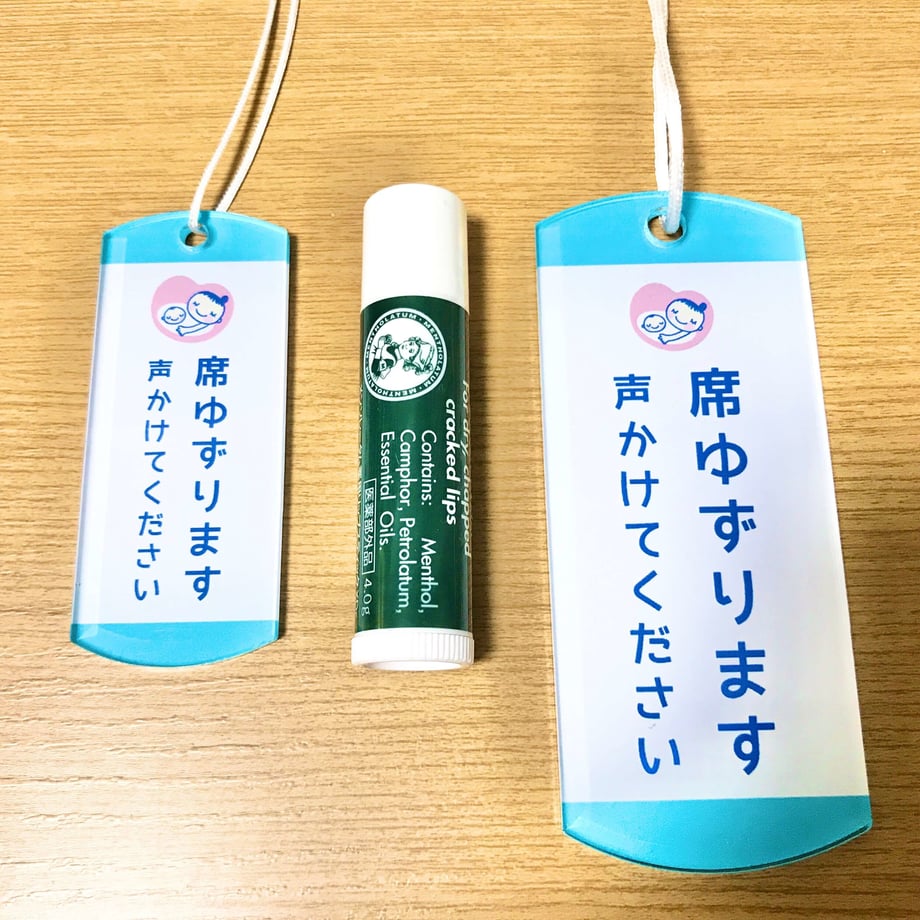 席ゆずります
声かけてください
MENTHOLATUM • MENTHOLATUM
For dry, chapped
cracked lips
Contains: Menthol,
Camphor, Petrolatum,
Essential Oils.
医薬部外品 4.0g
席ゆずります
声かけてください